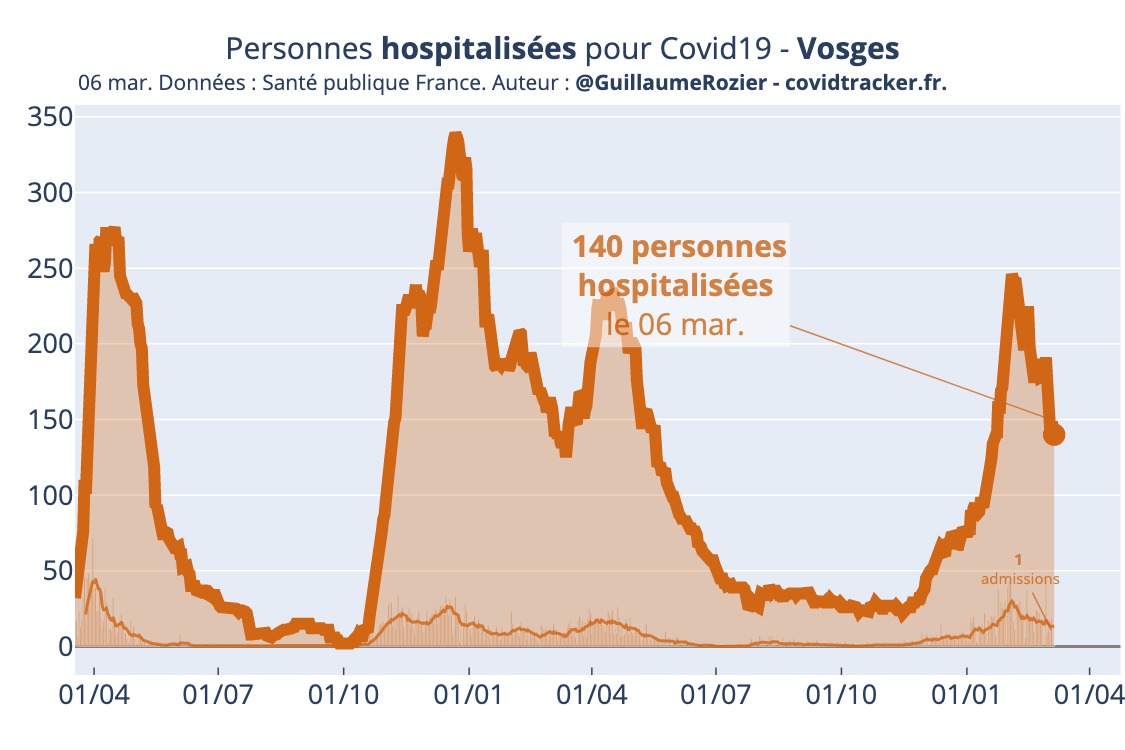 Personnes hospitalisées pour Covid19 - Vosges
06 mar. Données : Santé publique France. Auteur : @GuillaumeRozier - covidtracker.fr.
350
300
250
200
150
100
50
0
140 personnes
hospitalisées
le 06 mar.
1
admissions
01/04 01/07 01/10 01/01 01/04 01/07 01/10 01/01 01/04